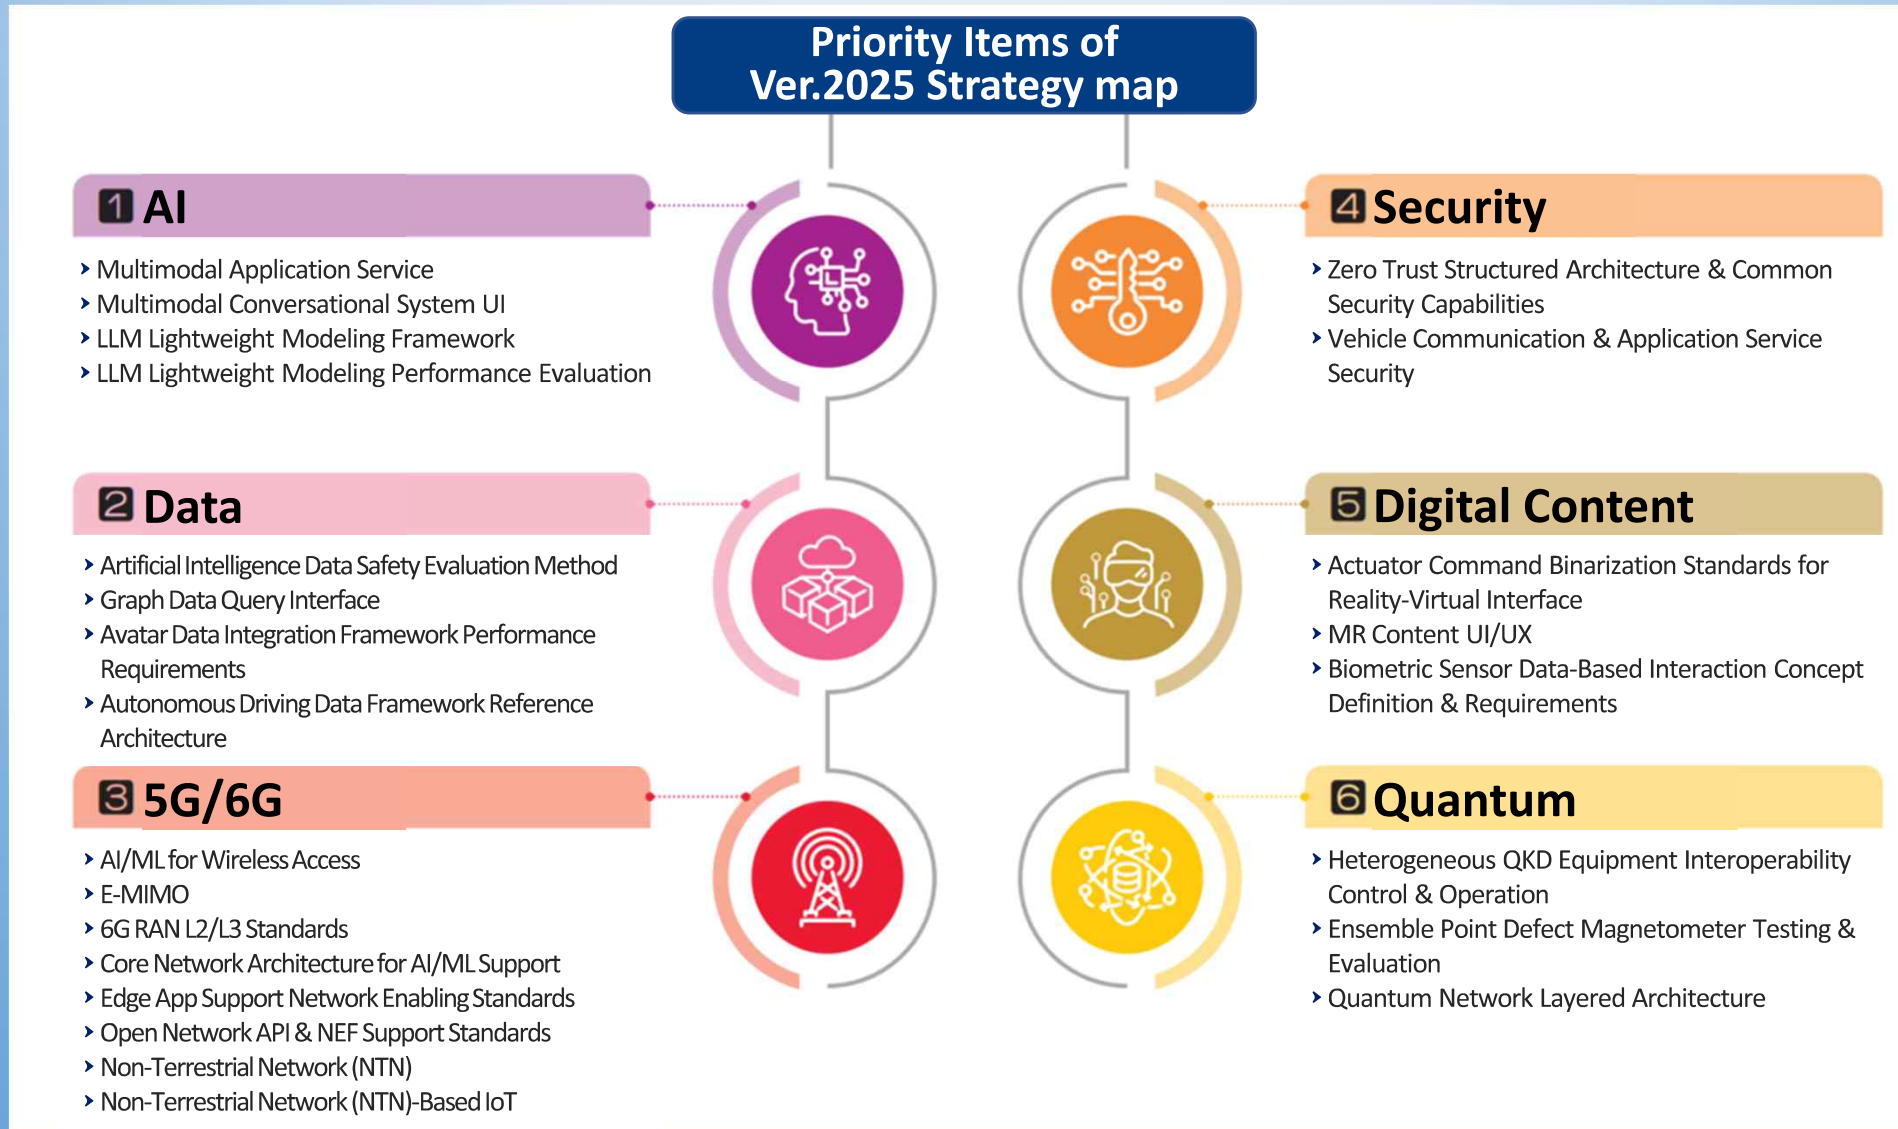 Priority Items of
Ver.2025 Strategy map
1 AI
Multimodal Application Service
Multimodal Conversational System UI
LLM Lightweight Modeling Framework
LLM Lightweight Modeling Performance Evaluation
2 Data
Artificial Intelligence Data Safety Evaluation Method
Graph Data Query Interface
Avatar Data Integration Framework Performance
Requirements
Autonomous Driving Data Framework Reference
Architecture
3 5G/6G
AI/ML for Wireless Access
E-MIMO
6G RAN L2/L3 Standards
Core Network Architecture for AI/ML Support
Edge App Support Network Enabling Standards
Open Network API & NEF Support Standards
Non-Terrestrial Network (NTN)
Non-Terrestrial Network (NTN)-Based IoT
4 Security
Zero Trust Structured Architecture & Common
Security Capabilities
Vehicle Communication & Application Service
Security
5 Digital Content
Actuator Command Binarization Standards for
Reality-Virtual Interface
MR Content UI/UX
Biometric Sensor Data-Based Interaction Concept
Definition & Requirements
6 Quantum
Heterogeneous QKD Equipment Interoperability
Control & Operation
Ensemble Point Defect Magnetometer Testing &
Evaluation
Quantum Network Layered Architecture